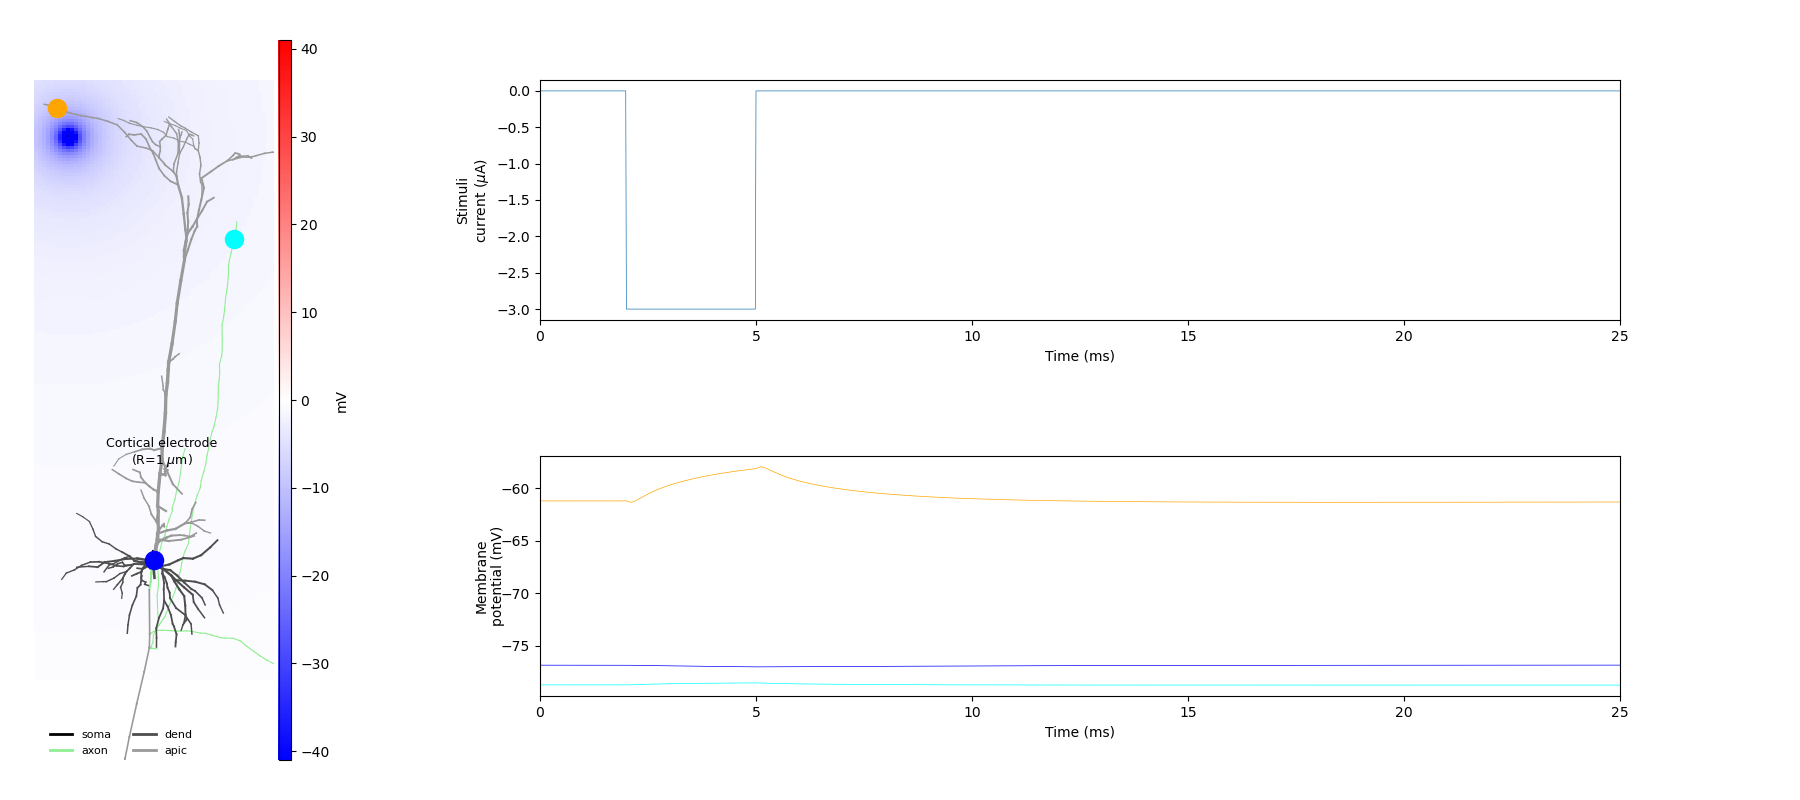 Cortical electrode
(R=1 μm)
soma
dend
axon
apic
40
30
20
10
0
−10
−20
−30
−40
mV
Stimuli
current (μA)
0.0
−0.5
−1.0
−1.5
−2.0
−2.5
−3.0
0
5
10
15
20
25
Time (ms)
Membrane
potential (mV)
−60
−65
−70
−75
0
5
10
15
20
25
Time (ms)